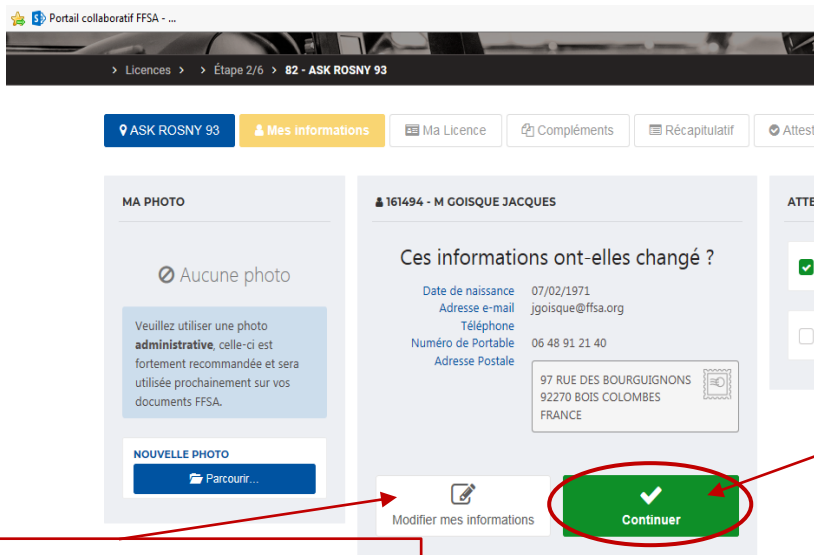 Portail collaboratif FFSA - ...
> Licences > > Étape 2/6 > 82 - ASK ROSNY 93
ASK ROSNY 93
Mes informations
Ma Licence
Compléments
Récapitulatif
Attest
MA PHOTO
Aucune photo
Veuillez utiliser une photo
administrative, celle-ci est
fortement recommandée et sera
utilisée prochainement sur vos
documents FFSA.
NOUVELLE PHOTO
Parcourir...
161494 - M GOISQUE JACQUES
Ces informations ont-elles changé ?
Date de naissance 07/02/1971
Adresse e-mail jgoisque@ffsa.org
Téléphone
Numéro de Portable 06 48 91 21 40
Adresse Postale
97 RUE DES BOURGUIGNONS
92270 BOIS COLOMBES
FRANCE
Modifier mes informations
Continuer
ATTE